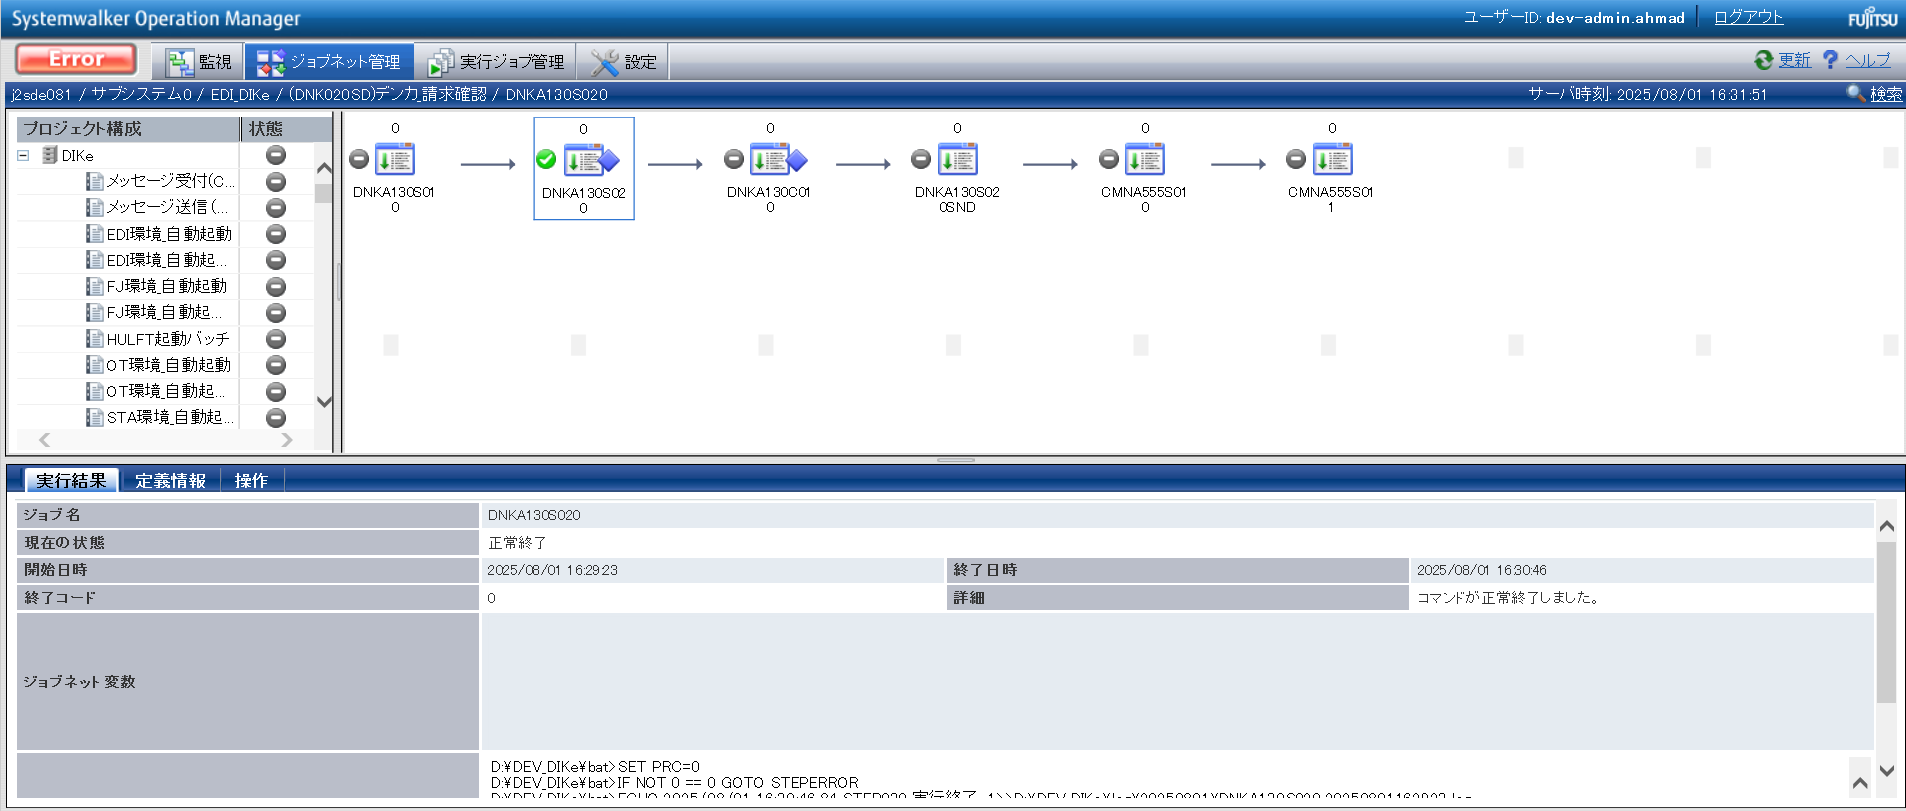 Systemwalker Operation Manager
ユーザーID: dev-admin.ahmad
ログアウト
FUJITSU
Error
監視
ジョブネット管理
実行ジョブ管理
設定
更新
ヘルプ
j2sde081 / サブシステム0 / EDI_DIKe / (DNK020SD)デンカ_請求確認 / DNKA130S020
サーバ時刻: 2025/08/01 16:31:51
検索
プロジェクト構成
状態
DIKe
メッセージ受付(C...
メッセージ送信(...
EDI環境_自動起動
EDI環境_自動起...
FJ環境_自動起動
FJ環境_自動起...
HULFT起動バッチ
OT環境_自動起動
OT環境_自動起...
STA環境_自動起...
0
DNKA130S01
0
0
DNKA130S02
0
0
DNKA130C01
0
0
DNKA130S02
0SND
0
CMNA555S01
0
0
CMNA555S01
1
実行結果
定義情報
操作
ジョブ名
DNKA130S020
現在の状態
正常終了
開始日時
2025/08/01 16:29:23
終了日時
2025/08/01 16:30:46
終了コード
0
詳細
コマンドが正常終了しました。
ジョブネット変数
D:¥DEV_DIKe¥bat>SET PRC=0
D:¥DEV_DIKe¥bat>IF NOT 0 == 0 GOTO STEPERROR